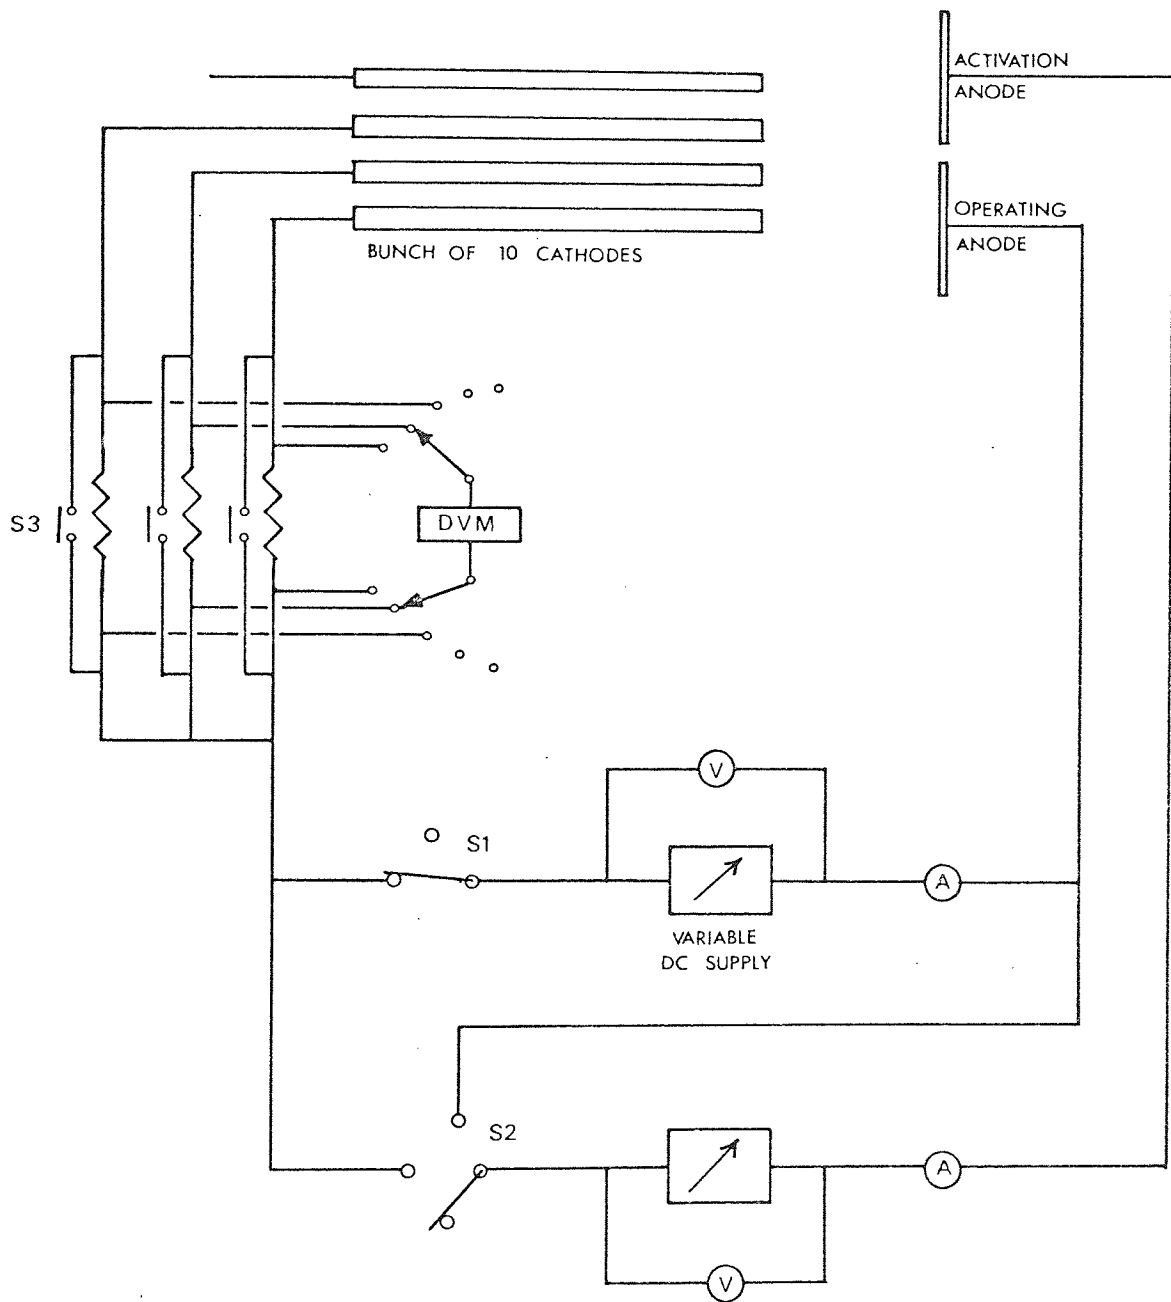 ACTIVATION
ANODE
OPERATING
ANODE
BUNCH OF 10 CATHODES
S3
DVM
V
S1
A
VARIABLE
DC SUPPLY
S2
A
V